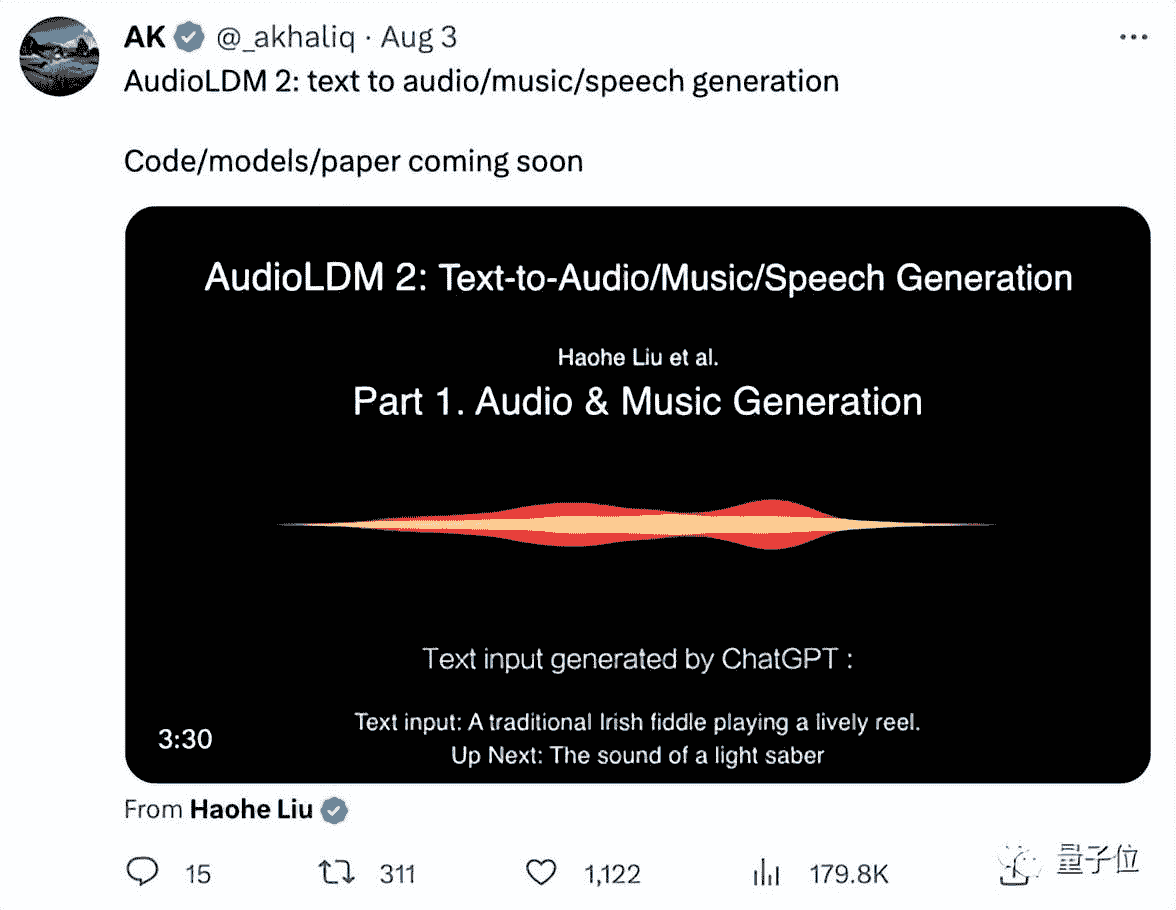 AK @_akhaliq · Aug 3
AudioLDM 2: text to audio/music/speech generation
Code/models/paper coming soon
AudioLDM 2: Text-to-Audio/Music/Speech Generation
Haohe Liu et al.
Part 1. Audio & Music Generation
Text input generated by ChatGPT :
Text input: A traditional Irish fiddle playing a lively reel.
Up Next: The sound of a light saber
3:30
From Haohe Liu
15 311 1,122 179.8K
量子位